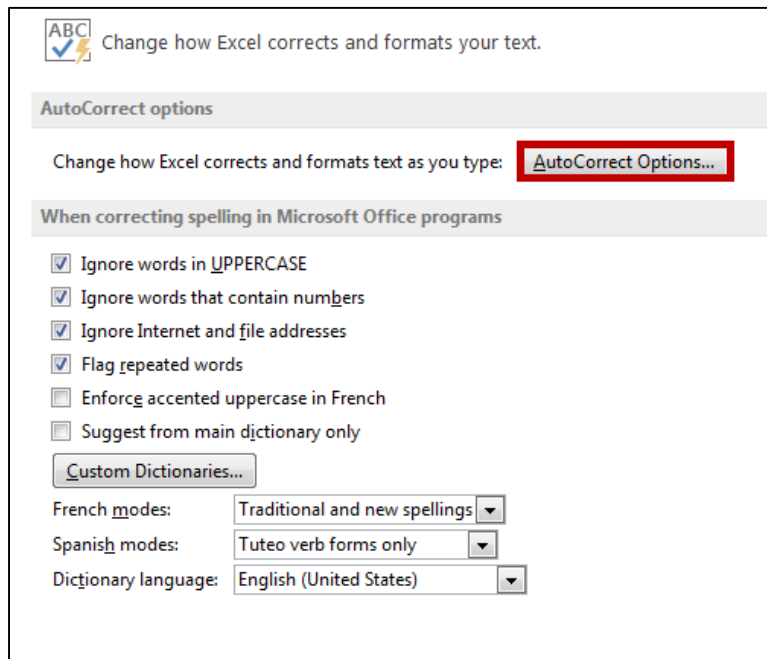 ABC
Change how Excel corrects and formats your text.
AutoCorrect options
Change how Excel corrects and formats text as you type: AutoCorrect Options...
When correcting spelling in Microsoft Office programs
Ignore words in UPPERCASE
Ignore words that contain numbers
Ignore Internet and file addresses
Flag repeated words
Enforce accented uppercase in French
Suggest from main dictionary only
Custom Dictionaries...
French modes: Traditional and new spellings
Spanish modes: Tuteo verb forms only
Dictionary language: English (United States)